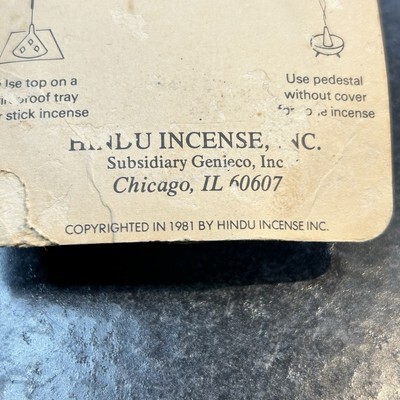 Use top on a
proof tray
stick incense
Use pedestal
without cover
incense
HINDU INCENSE, INC.
Subsidiary Genieco, Inc
Chicago, IL 60607
COPYRIGHTED IN 1981 BY HINDU INCENSE INC.